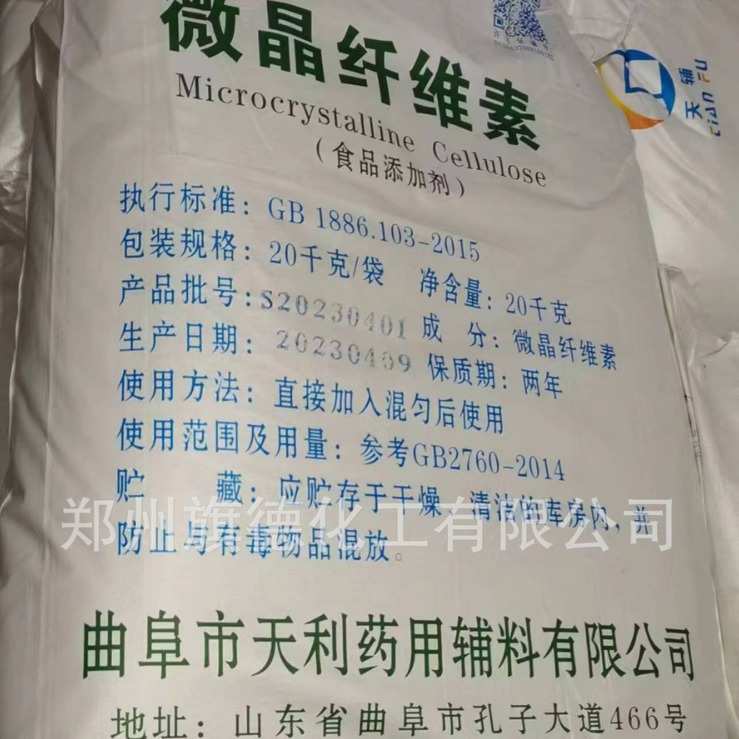 微晶纤维素
Microcrystalline Cellulose
(食品添加剂)
执行标准: GB 1886.103-2015
包装规格: 20千克/袋 净含量: 20千克
产品批号: S20230401 成 分: 微晶纤维素
生产日期: 20230409 保质期: 两年
使用方法: 直接加入混匀后使用
使用范围及用量: 参考GB2760-2014
贮 藏: 应贮存于干燥、清洁的库房内,并
防止与有毒物品混放。
郑州旗德化工有限公司
曲阜市天利药用辅料有限公司
地址: 山东省曲阜市孔子大道466号
天辅
TIAN FU